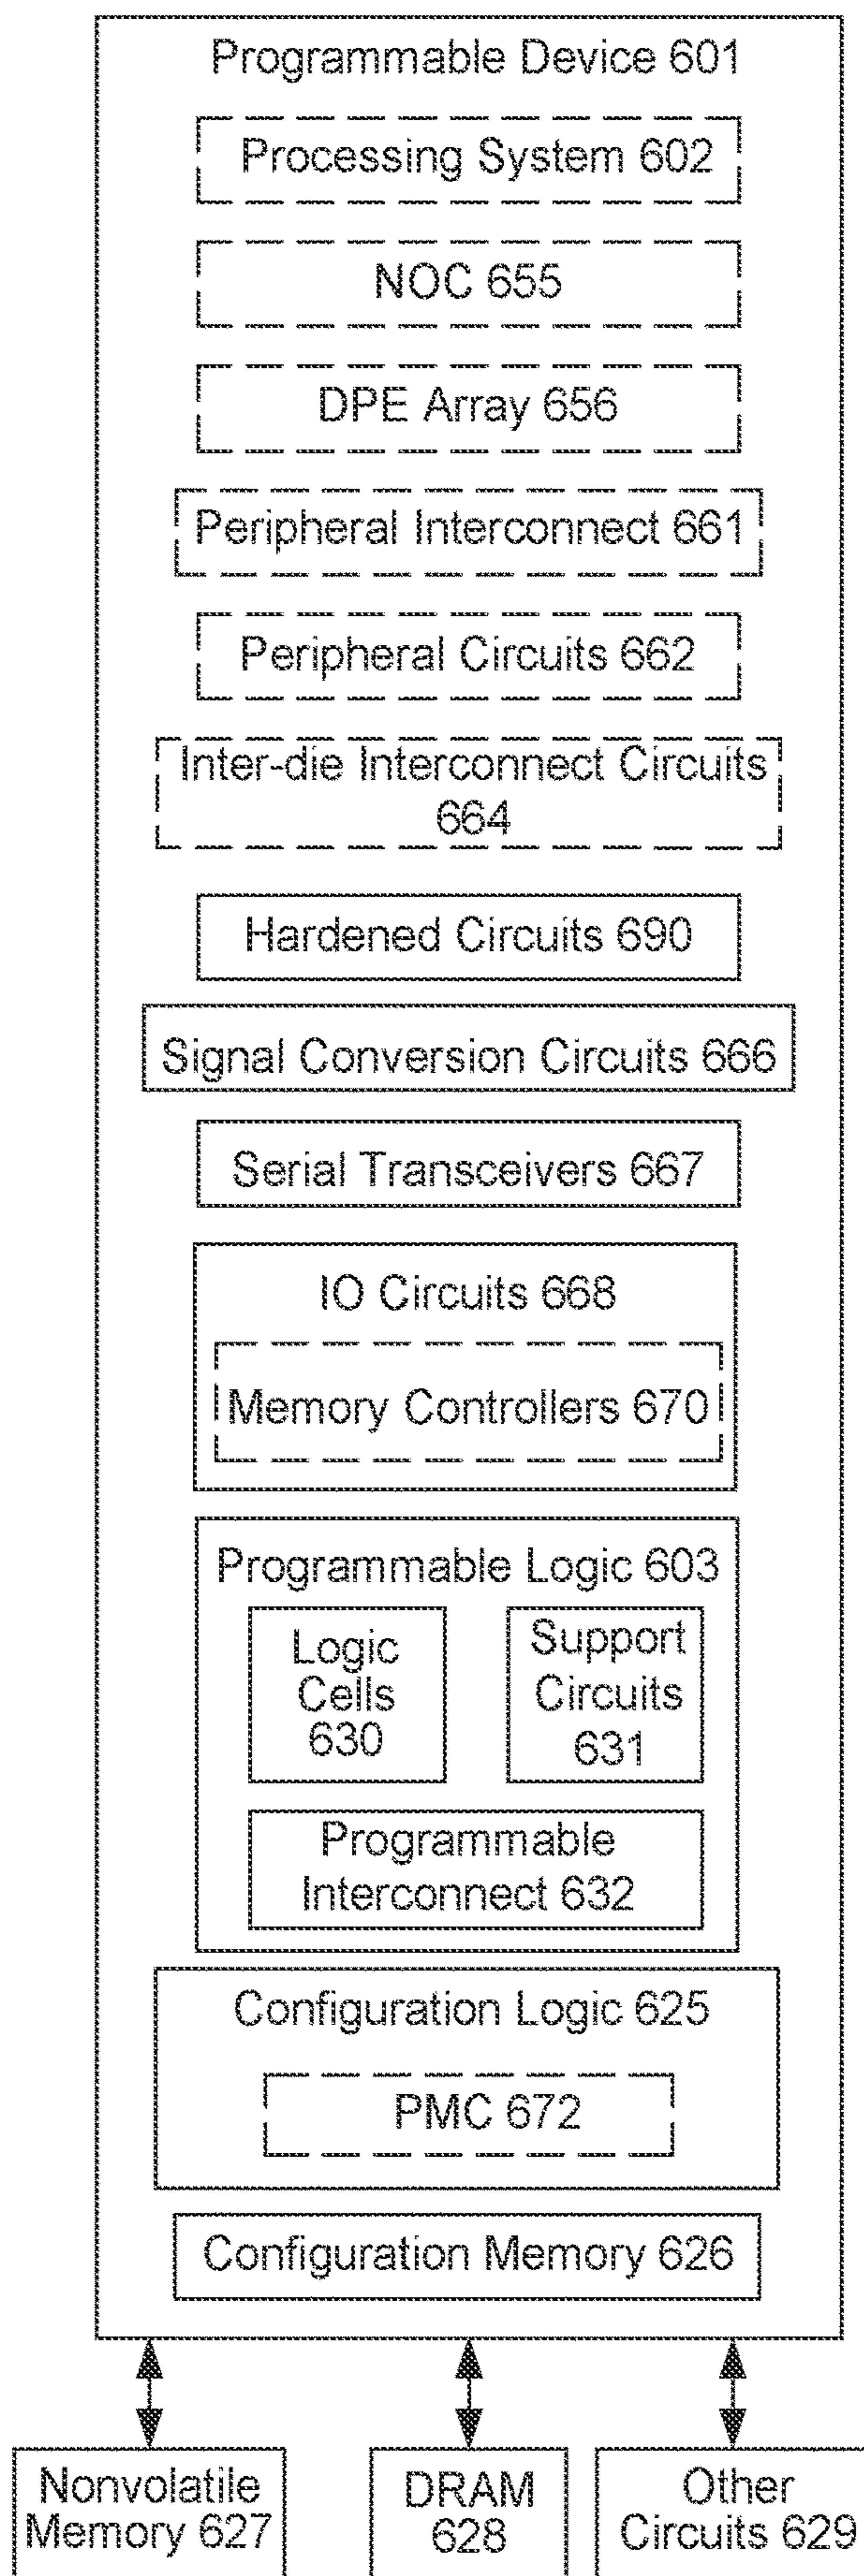 Programmable Device 601
Processing System 602
NOC 655
DPE Array 656
Peripheral Interconnect 661
Peripheral Circuits 662
Inter-die Interconnect Circuits
664
Hardened Circuits 690
Signal Conversion Circuits 666
Serial Transceivers 667
IO Circuits 668
Memory Controllers 670
Programmable Logic 603
Logic
Cells
630
Support
Circuits
631
Programmable
Interconnect 632
Configuration Logic 625
PMC 672
Configuration Memory 626
Nonvolatile
Memory 627
DRAM
628
Other
Circuits 629